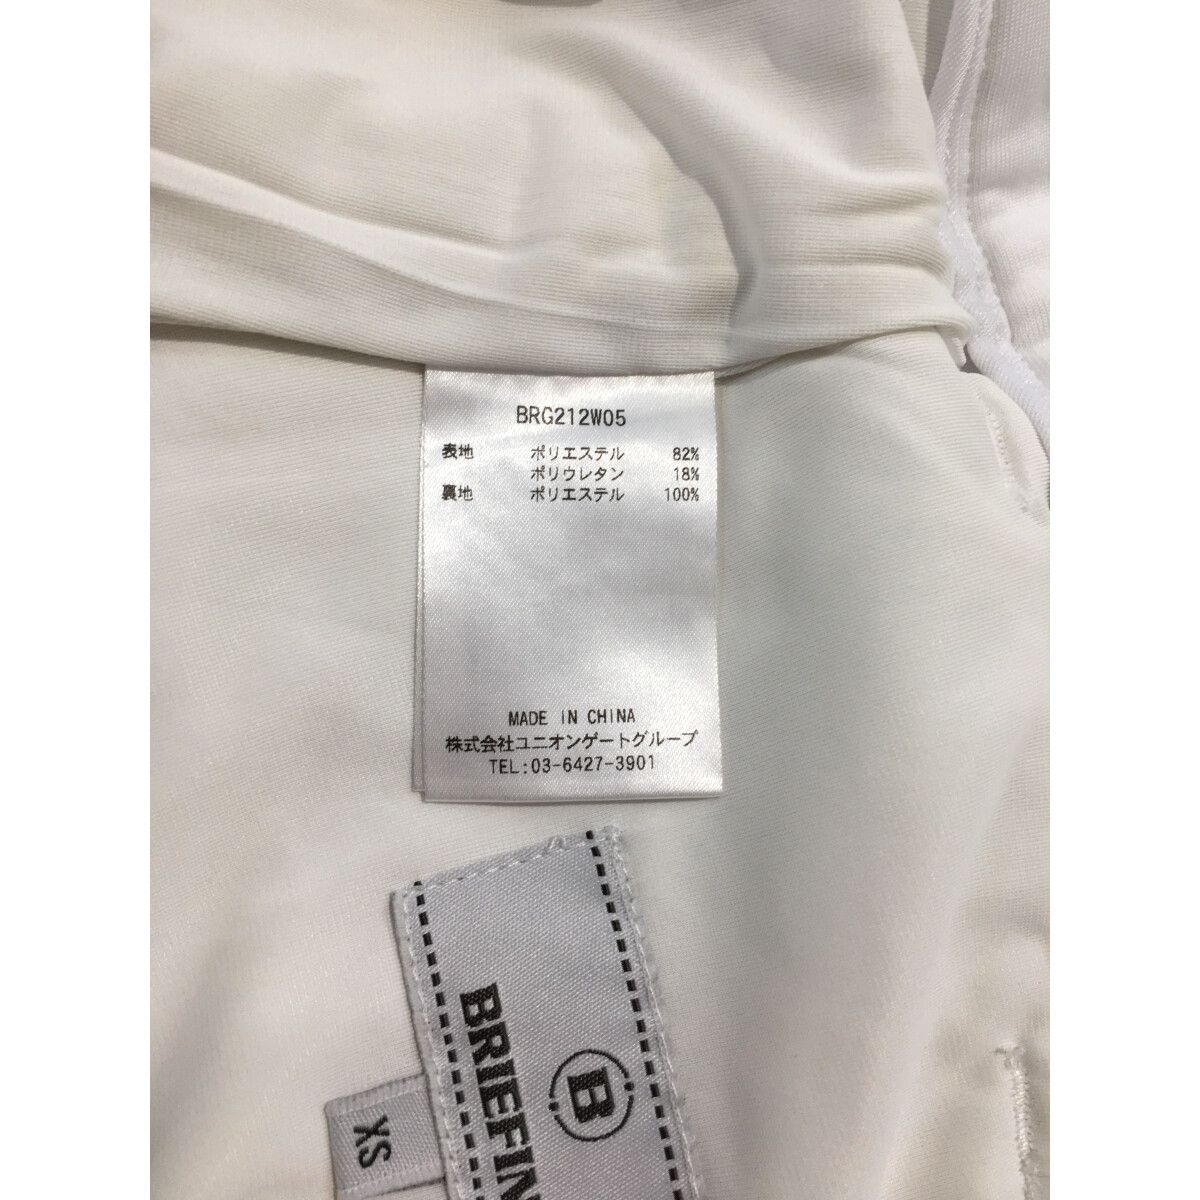 BRG212W05
表地 ポリエステル 82%
ポリウレタン 18%
裏地 ポリエステル 100%
MADE IN CHINA
株式会社ユニオンゲートグループ
TEL:03-6427-3901
B
BRIEFIN
XS